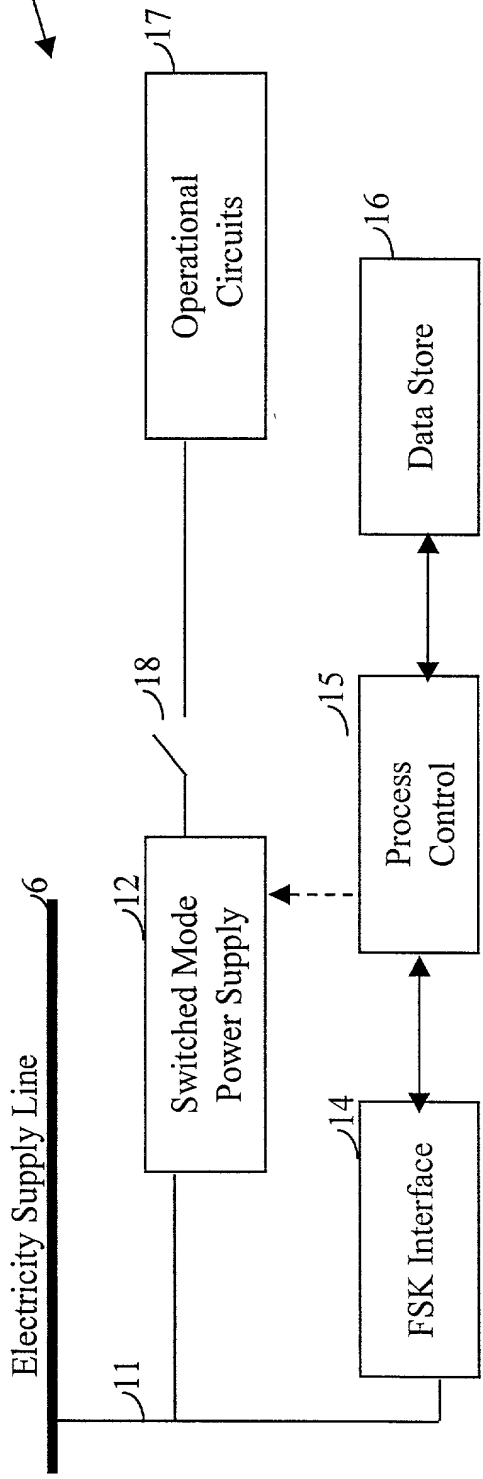 Electricity Supply Line
6
11
12
Switched Mode
Power Supply
18
17
Operational
Circuits
14
FSK Interface
15
Process
Control
16
Data Store